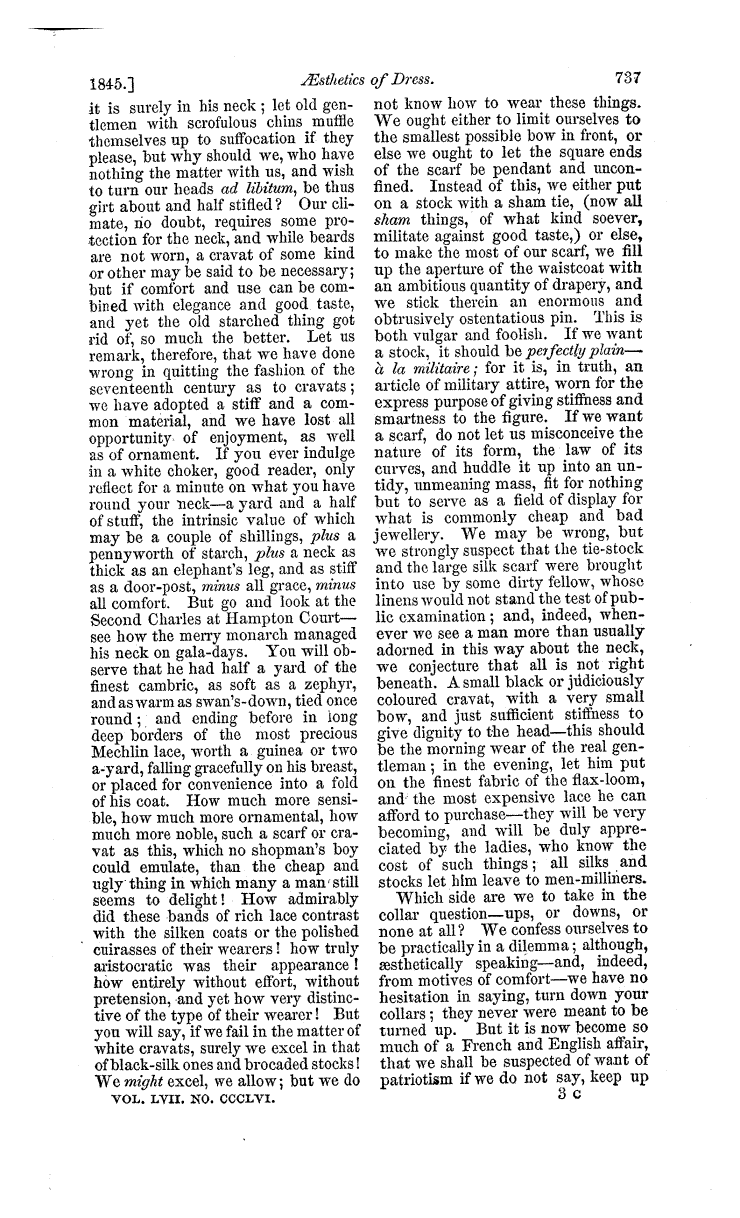 1845.] Æsthetics of Dress. 737
it is surely in his neck ; let old gen-
tlemen with scrofulous chins muffle
themselves up to suffocation if they
please, but why should we, who have
nothing the matter with us, and wish
to turn our heads ad libitum, be thus
girt about and half stifled ? Our cli-
mate, no doubt, requires some pro-
tection for the neck, and while beards
are not worn, a cravat of some kind
or other may be said to be necessary;
but if comfort and use can be com-
bined with elegance and good taste,
and yet the old starched thing got
rid of, so much the better. Let us
remark, therefore, that we have done
wrong in quitting the fashion of the
seventeenth century as to cravats ;
we have adopted a stiff and a com-
mon material, and we have lost all
opportunity of enjoyment, as well
as of ornament. If you ever indulge
in a white choker, good reader, only
reflect for a minute on what you have
round your neck—a yard and a half
of stuff, the intrinsic value of which
may be a couple of shillings, plus a
pennyworth of starch, plus a neck as
thick as an elephant's leg, and as stiff
as a door-post, minus all grace, minus
all comfort. But go and look at the
Second Charles at Hampton Court—
see how the merry monarch managed
his neck on gala-days. You will ob-
serve that he had half a yard of the
finest cambric, as soft as a zephyr,
and as warm as swan's-down, tied once
round ; and ending before in long
deep borders of the most precious
Mechlin lace, worth a guinea or two
a-yard, falling gracefully on his breast,
or placed for convenience into a fold
of his coat. How much more sensi-
ble, how much more ornamental, how
much more noble, such a scarf or cra-
vat as this, which no shopman's boy
could emulate, than the cheap and
ugly thing in which many a man still
seems to delight! How admirably
did these bands of rich lace contrast
with the silken coats or the polished
cuirasses of their wearers ! how truly
aristocratic was their appearance !
how entirely without effort, without
pretension, and yet how very distinc-
tive of the type of their wearer! But
you will say, if we fail in the matter of
white cravats, surely we excel in that
of black-silk ones and brocaded stocks!
We might excel, we allow; but we do
VOL. LVII. NO. CCCLVI.
not know how to wear these things.
We ought either to limit ourselves to
the smallest possible bow in front, or
else we ought to let the square ends
of the scarf be pendant and uncon-
fined. Instead of this, we either put
on a stock with a sham tie, (now all
sham things, of what kind soever,
militate against good taste,) or else,
to make the most of our scarf, we fill
up the aperture of the waistcoat with
an ambitious quantity of drapery, and
we stick therein an enormous and
obtrusively ostentatious pin. This is
both vulgar and foolish. If we want
a stock, it should be perfectly plain—
à la militaire ; for it is, in truth, an
article of military attire, worn for the
express purpose of giving stiffness and
smartness to the figure. If we want
a scarf, do not let us misconceive the
nature of its form, the law of its
curves, and huddle it up into an un-
tidy, unmeaning mass, fit for nothing
but to serve as a field of display for
what is commonly cheap and bad
jewellery. We may be wrong, but
we strongly suspect that the tie-stock
and the large silk scarf were brought
into use by some dirty fellow, whose
linens would not stand the test of pub-
lic examination ; and, indeed, when-
ever we see a man more than usually
adorned in this way about the neck,
we conjecture that all is not right
beneath. A small black or judiciously
coloured cravat, with a very small
bow, and just sufficient stiffness to
give dignity to the head—this should
be the morning wear of the real gen-
tleman ; in the evening, let him put
on the finest fabric of the flax-loom,
and the most expensive lace he can
afford to purchase—they will be very
becoming, and will be duly appre-
ciated by the ladies, who know the
cost of such things ; all silks and
stocks let him leave to men-milliners.
Which side are we to take in the
collar question—ups, or downs, or
none at all? We confess ourselves to
be practically in a dilemma ; although,
æsthetically speaking—and, indeed,
from motives of comfort—we have no
hesitation in saying, turn down your
collars ; they never were meant to be
turned up. But it is now become so
much of a French and English affair,
that we shall be suspected of want of
patriotism if we do not say, keep up
3 C